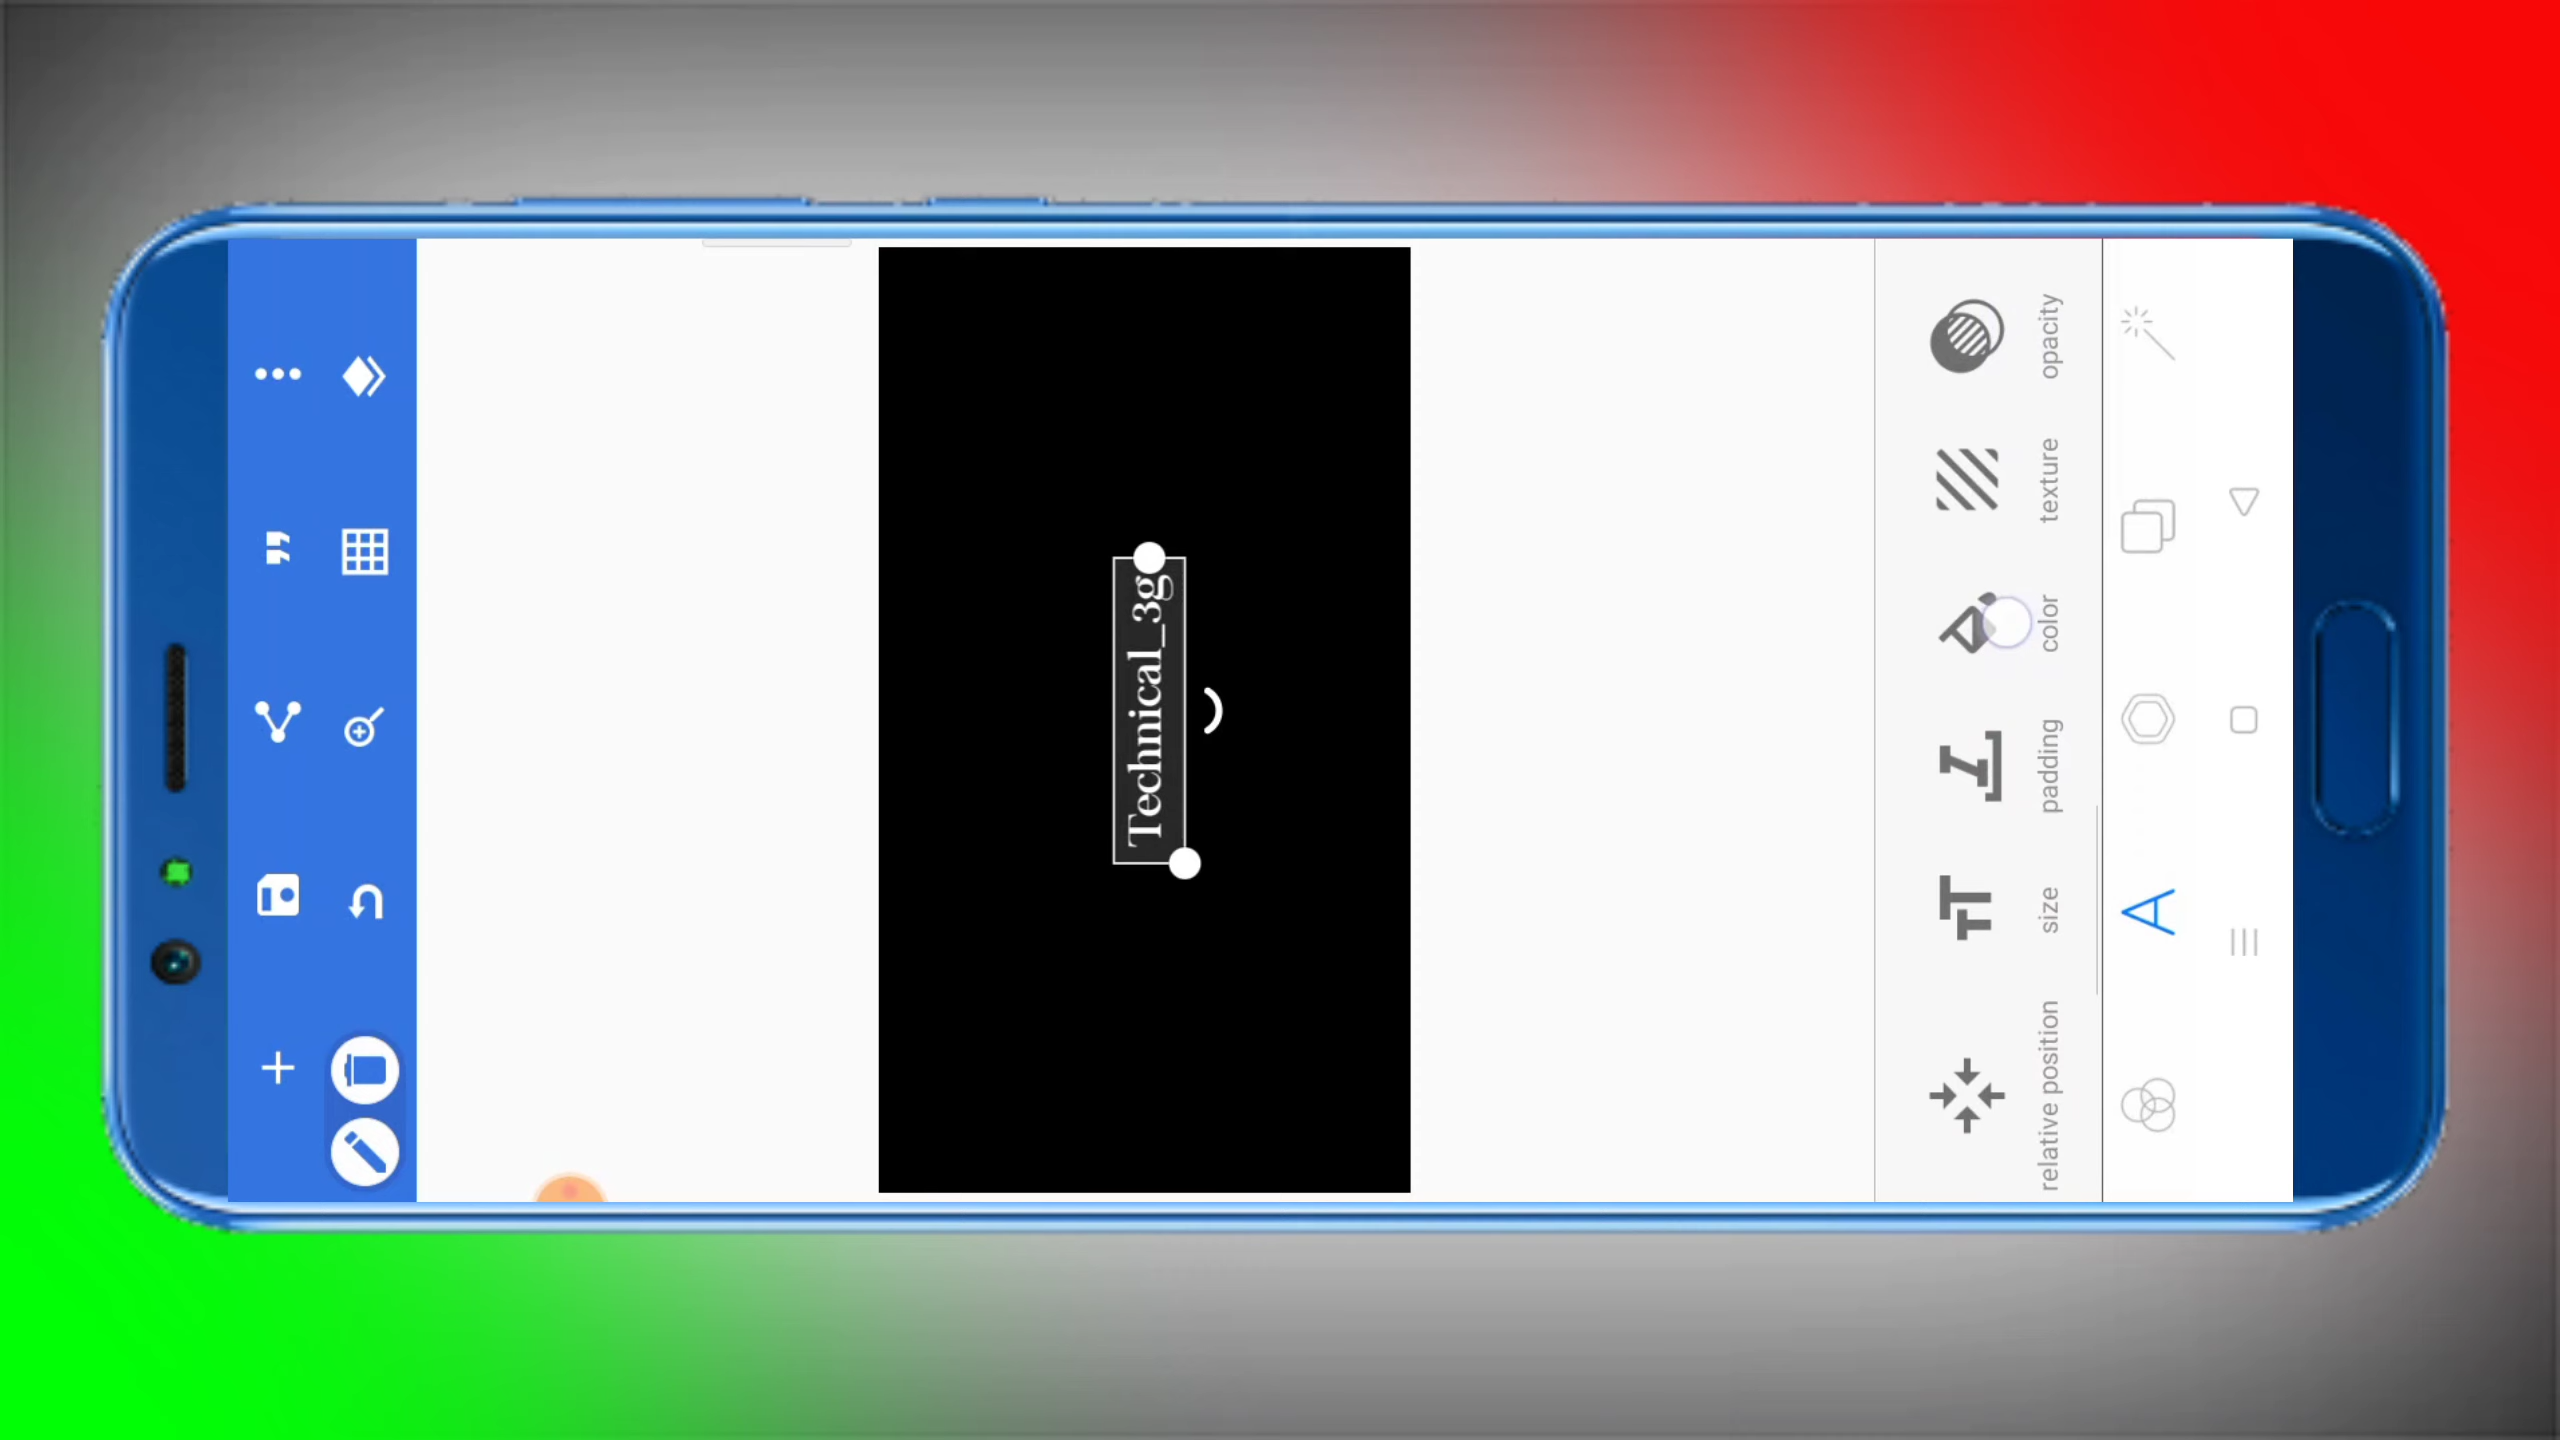 Technical_3g
relative position
size
padding
color
texture
opacity